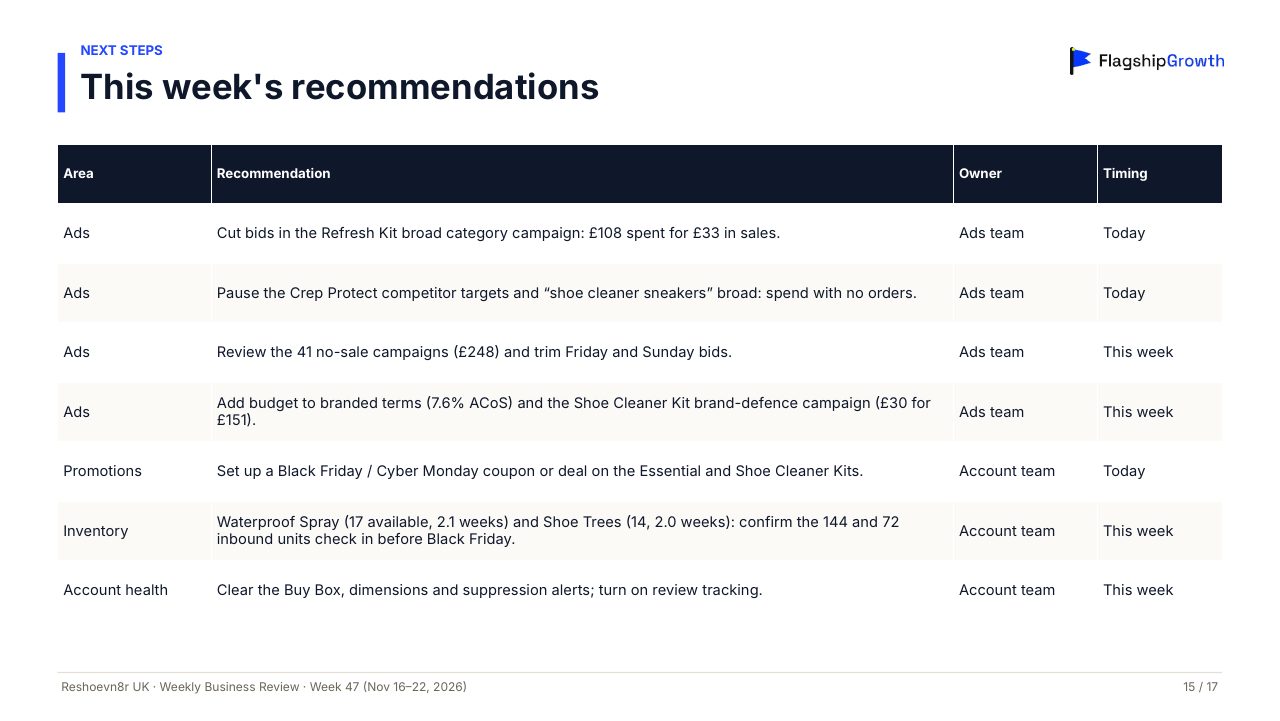 NEXT STEPS
This week's recommendations
FlagshipGrowth
Area Recommendation Owner Timing
Ads Cut bids in the Refresh Kit broad category campaign: £108 spent for £33 in sales. Ads team Today
Ads Pause the Crep Protect competitor targets and “shoe cleaner sneakers” broad: spend with no orders. Ads team Today
Ads Review the 41 no-sale campaigns (£248) and trim Friday and Sunday bids. Ads team This week
Ads Add budget to branded terms (7.6% ACoS) and the Shoe Cleaner Kit brand-defence campaign (£30 for
£151). Ads team This week
Promotions Set up a Black Friday / Cyber Monday coupon or deal on the Essential and Shoe Cleaner Kits. Account team Today
Inventory Waterproof Spray (17 available, 2.1 weeks) and Shoe Trees (14, 2.0 weeks): confirm the 144 and 72
inbound units check in before Black Friday. Account team This week
Account health Clear the Buy Box, dimensions and suppression alerts; turn on review tracking. Account team This week
Reshoevn8r UK · Weekly Business Review · Week 47 (Nov 16–22, 2026) 15 / 17